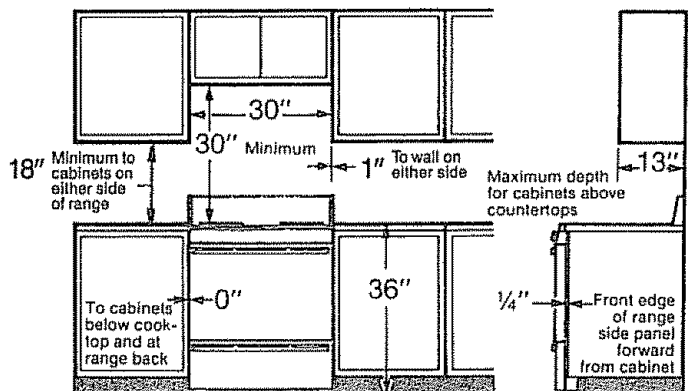 30"
30" Minimum
18" Minimum to
cabinets on
either side
of range
1" To wall on
either side
13"
Maximum depth
for cabinets above
countertops
To cabinets
below cook-
top and at
range back
0"
36"
1/4"
Front edge
of range
side panel
forward
from cabinet